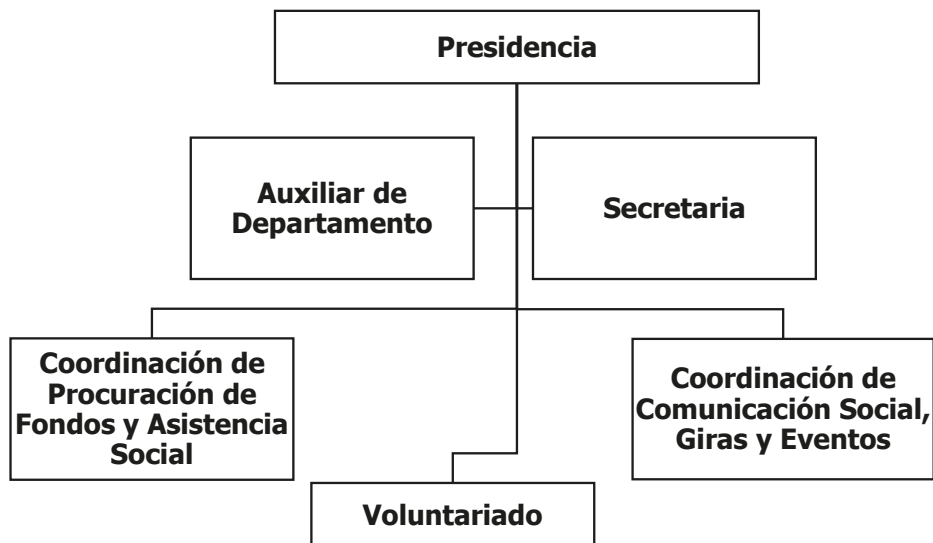 Presidencia
Auxiliar de
Departamento
Secretaria
Coordinación de
Procuración de
Fondos y Asistencia
Social
Coordinación de
Comunicación Social,
Giras y Eventos
Voluntariado